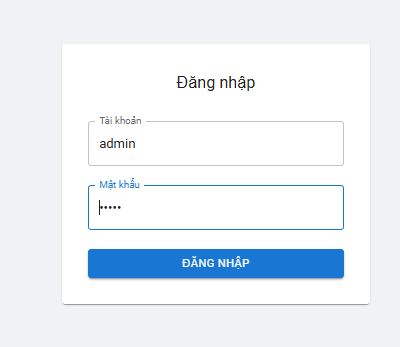 Đăng nhập
Tài khoản
admin
Mật khẩu
•••••
ĐĂNG NHẬP